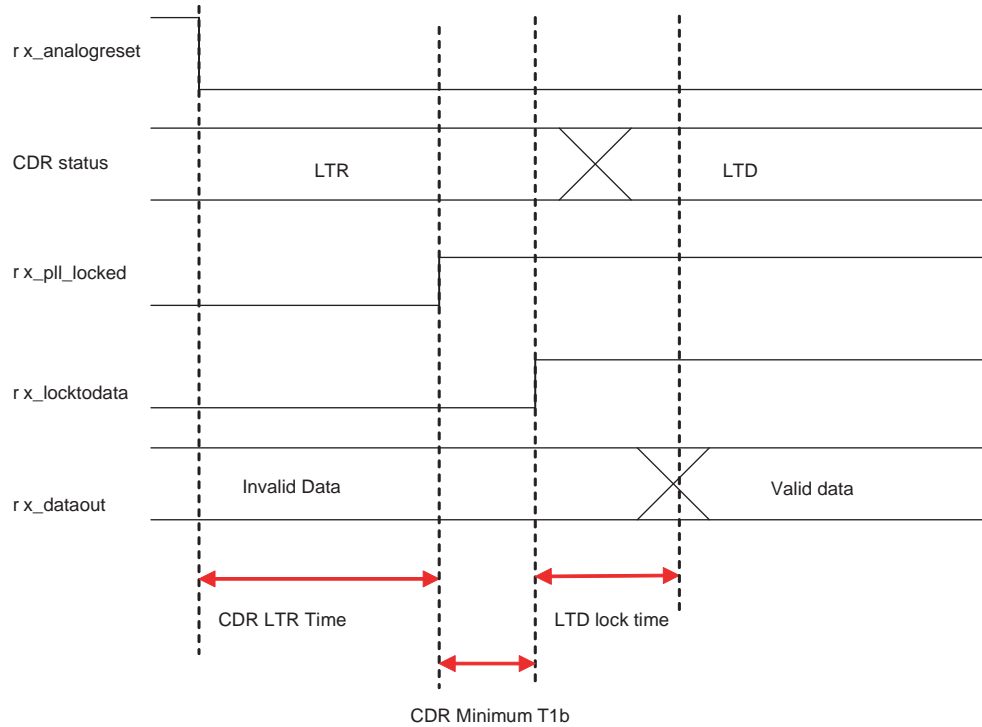 r x_analogreset
CDR status
LTR
LTD
r x_pll_locked
r x_locktodata
r x_dataout
Invalid Data
Valid data
CDR LTR Time
LTD lock time
CDR Minimum T1b